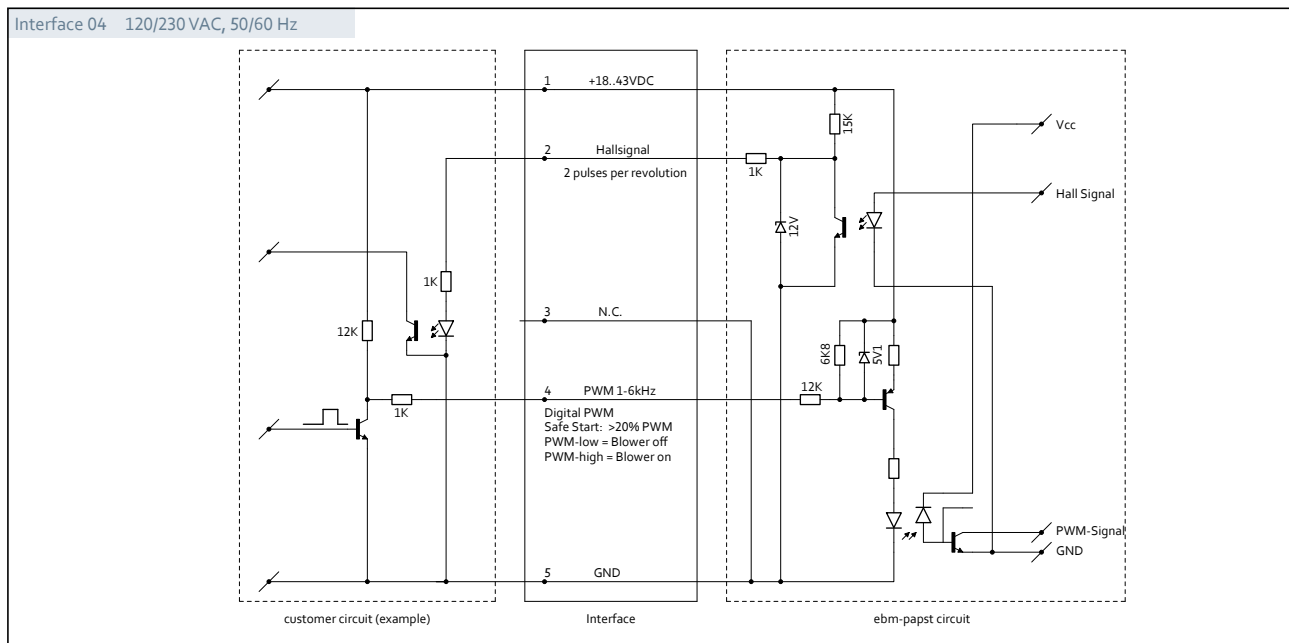 Interface 04 120/230 VAC, 50/60 Hz
1 +18..43VDC
15K
Vcc
2 Hallsignal
2 pulses per revolution
1K
Hall Signal
12V
1K
3 N.C.
12K
6K8
5V1
4 PWM 1-6kHz
12K
1K
Digital PWM
Safe Start: >20% PWM
PWM-low = Blower off
PWM-high = Blower on
PWM-Signal
GND
5 GND
customer circuit (example)
Interface
ebm-papst circuit